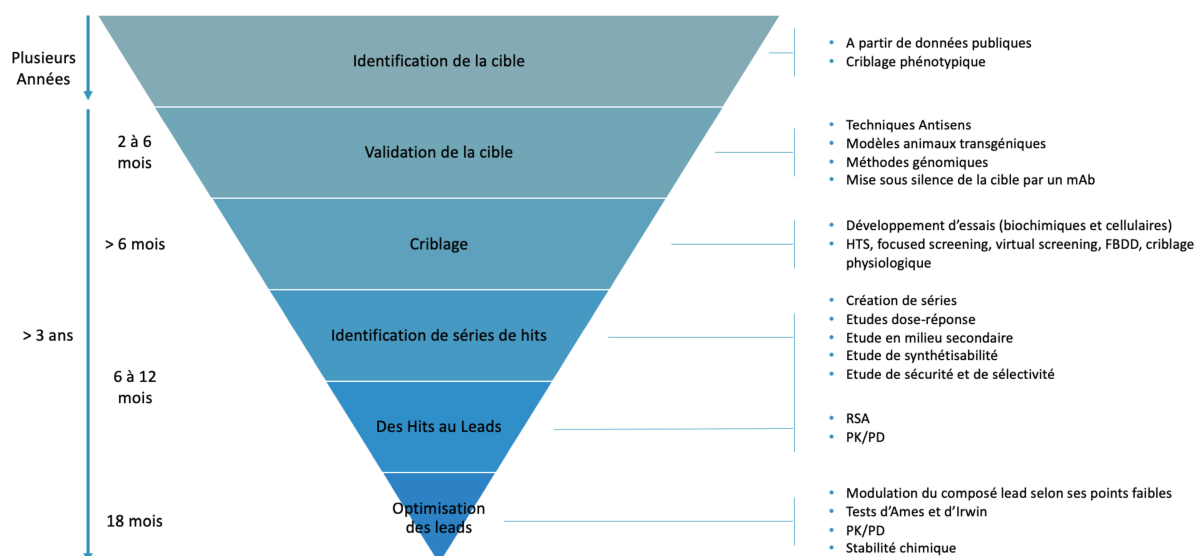 Plusieurs
Années
Identification de la cible
• A partir de données publiques
• Criblage phénotypique
2 à 6
mois
Validation de la cible
• Techniques Antisens
• Modèles animaux transgéniques
• Méthodes génomiques
• Mise sous silence de la cible par un mAb
> 6 mois
Criblage
• Développement d'essais (biochimiques et cellulaires)
• HTS, focused screening, virtual screening, FBDD, criblage
physiologique
> 3 ans
Identification de séries de hits
• Création de séries
• Etudes dose-réponse
• Etude en milieu secondaire
• Etude de synthétisabilité
• Etude de sécurité et de sélectivité
6 à 12
mois
Des Hits au Leads
• RSA
• PK/PD
18 mois
Optimisation
des leads
• Modulation du composé lead selon ses points faibles
• Tests d'Ames et d'Irwin
• PK/PD
• Stabilité chimique